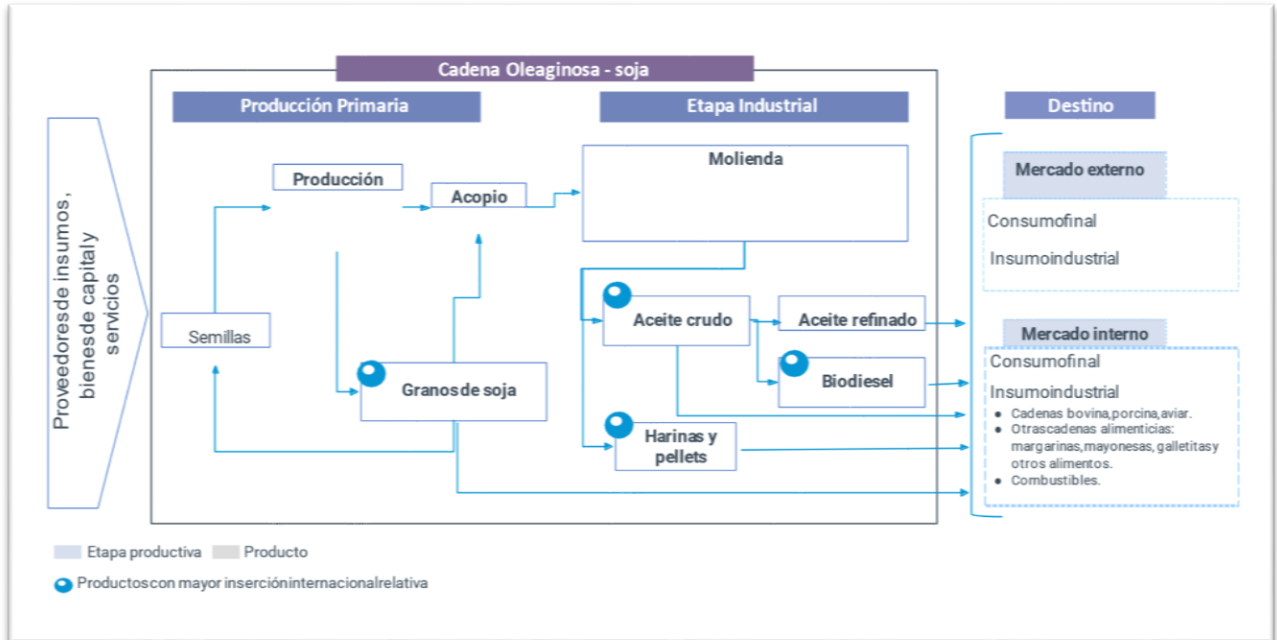 Cadena Oleaginosa - soja
Producción Primaria
Etapa Industrial
Destino
Proveedoresde insumos,
bienesde capitaly
servicios
Producción
Acopio
Semillas
Granosde soja
Molienda
Aceite crudo
Aceite refinado
Biodiesel
Harinas y
pellets
Mercado externo
Consumofinal
Insumoindustrial
Mercado interno
Consumofinal
Insumoindustrial
● Cadenas bovina,porcina,aviar.
● Otrascadenas alimenticias:
margarinas,mayonesas, galletitasy
otros alimentos.
● Combustibles.
Etapa productiva
Producto
Productoscon mayor insercióninternacionalrelativa